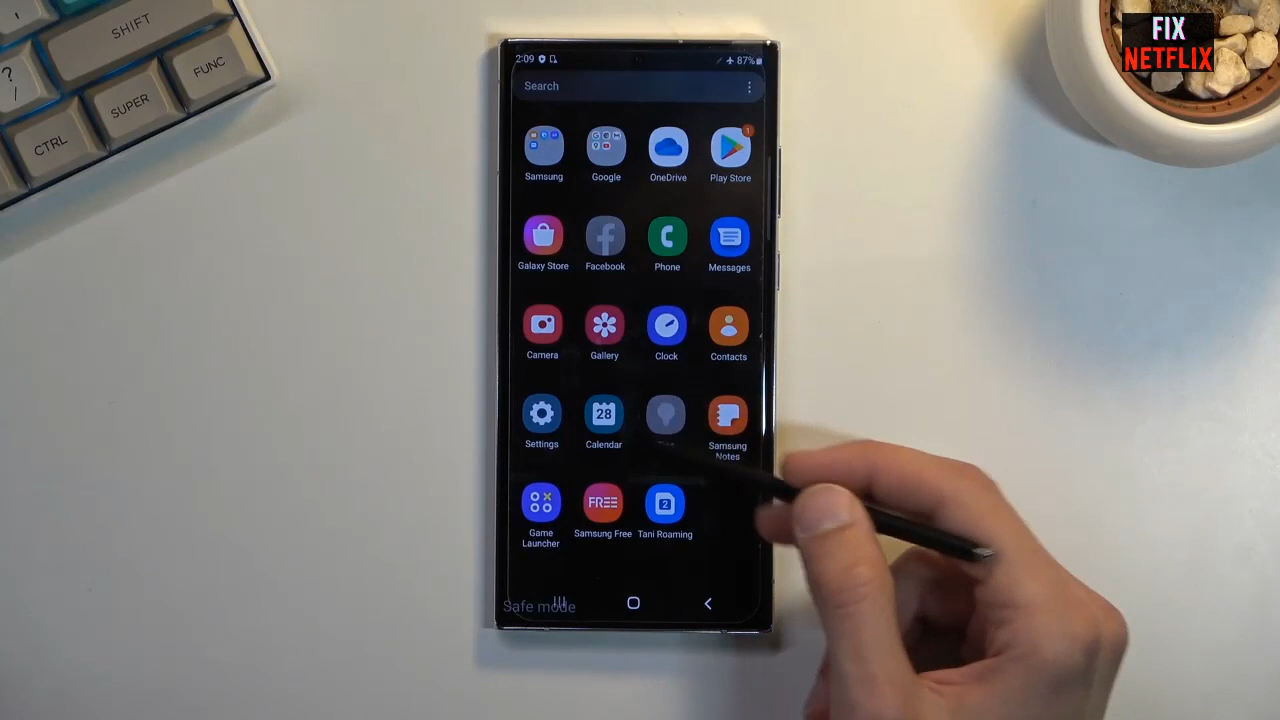 SHIFT
FUNC
?
/
SUPER
CTRL
FIX
NETFLIX
2:09
87%
Search
Samsung
Google
OneDrive
1
Play Store
Galaxy Store
Facebook
Phone
Messages
Camera
Gallery
Clock
Contacts
28
Settings
Calendar
Samsung
Notes
FREE
2
Game
Launcher
Samsung Free
Tani Roaming
Safe mode